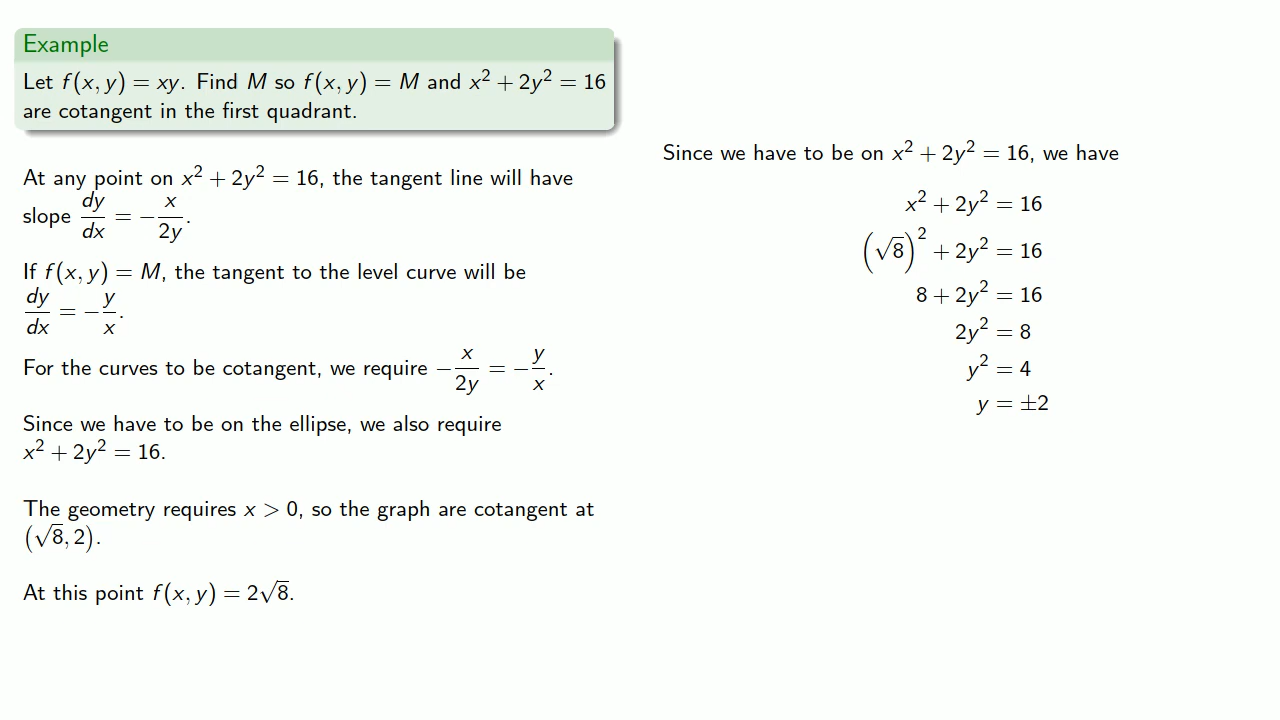 Example
Let f(x, y) = xy. Find M so f(x, y) = M and x² + 2y² = 16
are cotangent in the first quadrant.
At any point on x² + 2y² = 16, the tangent line will have
slope dy/dx = −x/2y.
If f(x, y) = M, the tangent to the level curve will be
dy/dx = −y/x.
For the curves to be cotangent, we require −x/2y = −y/x.
Since we have to be on the ellipse, we also require
x² + 2y² = 16.
The geometry requires x > 0, so the graph are cotangent at
(√8, 2).
At this point f(x, y) = 2√8.
Since we have to be on x² + 2y² = 16, we have
x² + 2y² = 16
(√8)² + 2y² = 16
8 + 2y² = 16
2y² = 8
y² = 4
y = ±2